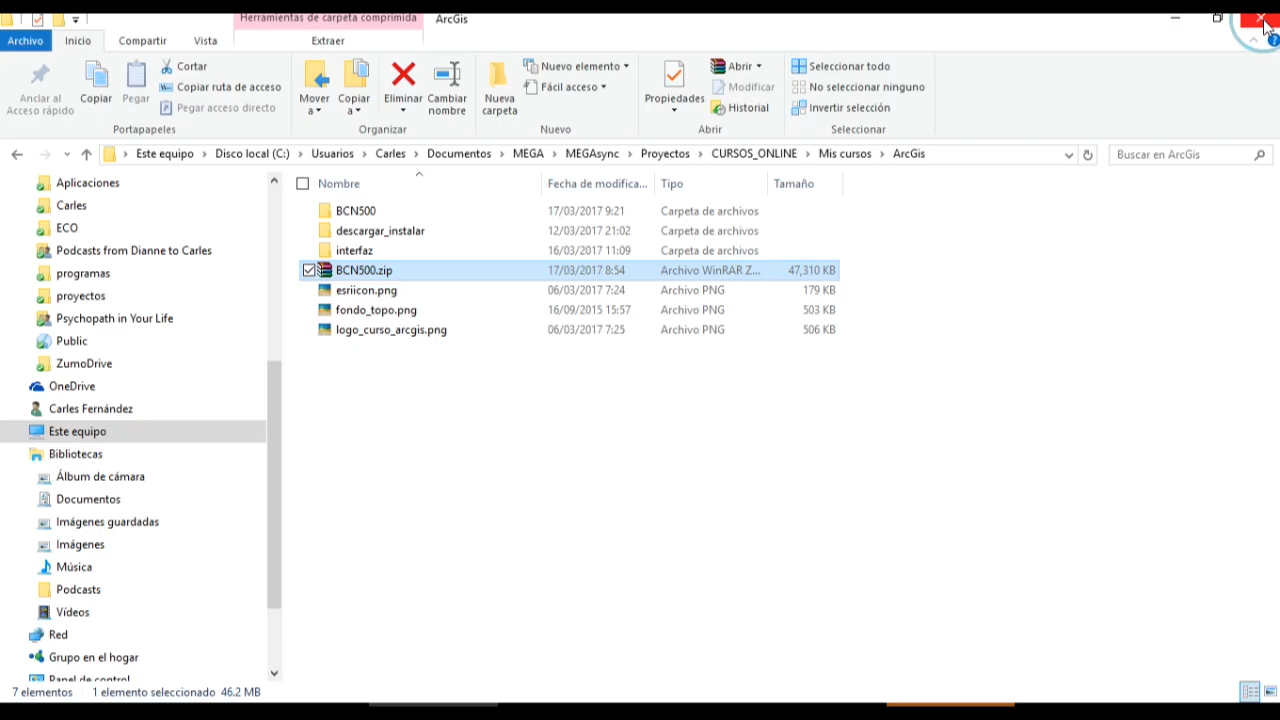 Herramientas de carpeta comprimida ArcGis
Archivo Inicio Compartir Vista Extraer
Anclar al Acceso rápido
Copiar
Pegar
Cortar
Copiar ruta de acceso
Pegar acceso directo
Portapapeles
Mover a
Copiar a
Eliminar
Cambiar nombre
Organizar
Nueva carpeta
Nuevo elemento
Fácil acceso
Nuevo
Propiedades
Abrir
Modificar
Historial
Abrir
Seleccionar todo
No seleccionar ninguno
Invertir selección
Seleccionar
Este equipo > Disco local (C:) > Usuarios > Carles > Documentos > MEGA > MEGAsync > Proyectos > CURSOS_ONLINE > Mis cursos > ArcGis
Buscar en ArcGis
Aplicaciones
Carles
ECO
Podcasts from Dianne to Carles
programas
proyectos
Psychopath in Your Life
Public
ZumoDrive
OneDrive
Carles Fernández
Este equipo
Bibliotecas
Álbum de cámara
Documentos
Imágenes guardadas
Imágenes
Música
Podcasts
Vídeos
Red
Grupo en el hogar
Panel de control
Nombre Fecha de modifica... Tipo Tamaño
BCN500 17/03/2017 9:21 Carpeta de archivos
descargar_instalar 12/03/2017 21:02 Carpeta de archivos
interfaz 16/03/2017 11:09 Carpeta de archivos
BCN500.zip 17/03/2017 8:54 Archivo WinRAR Z... 47,310 KB
esriicon.png 06/03/2017 7:24 Archivo PNG 179 KB
fondo_topo.png 16/09/2015 15:57 Archivo PNG 503 KB
logo_curso_arcgis.png 06/03/2017 7:25 Archivo PNG 506 KB
7 elementos 1 elemento seleccionado 46.2 MB